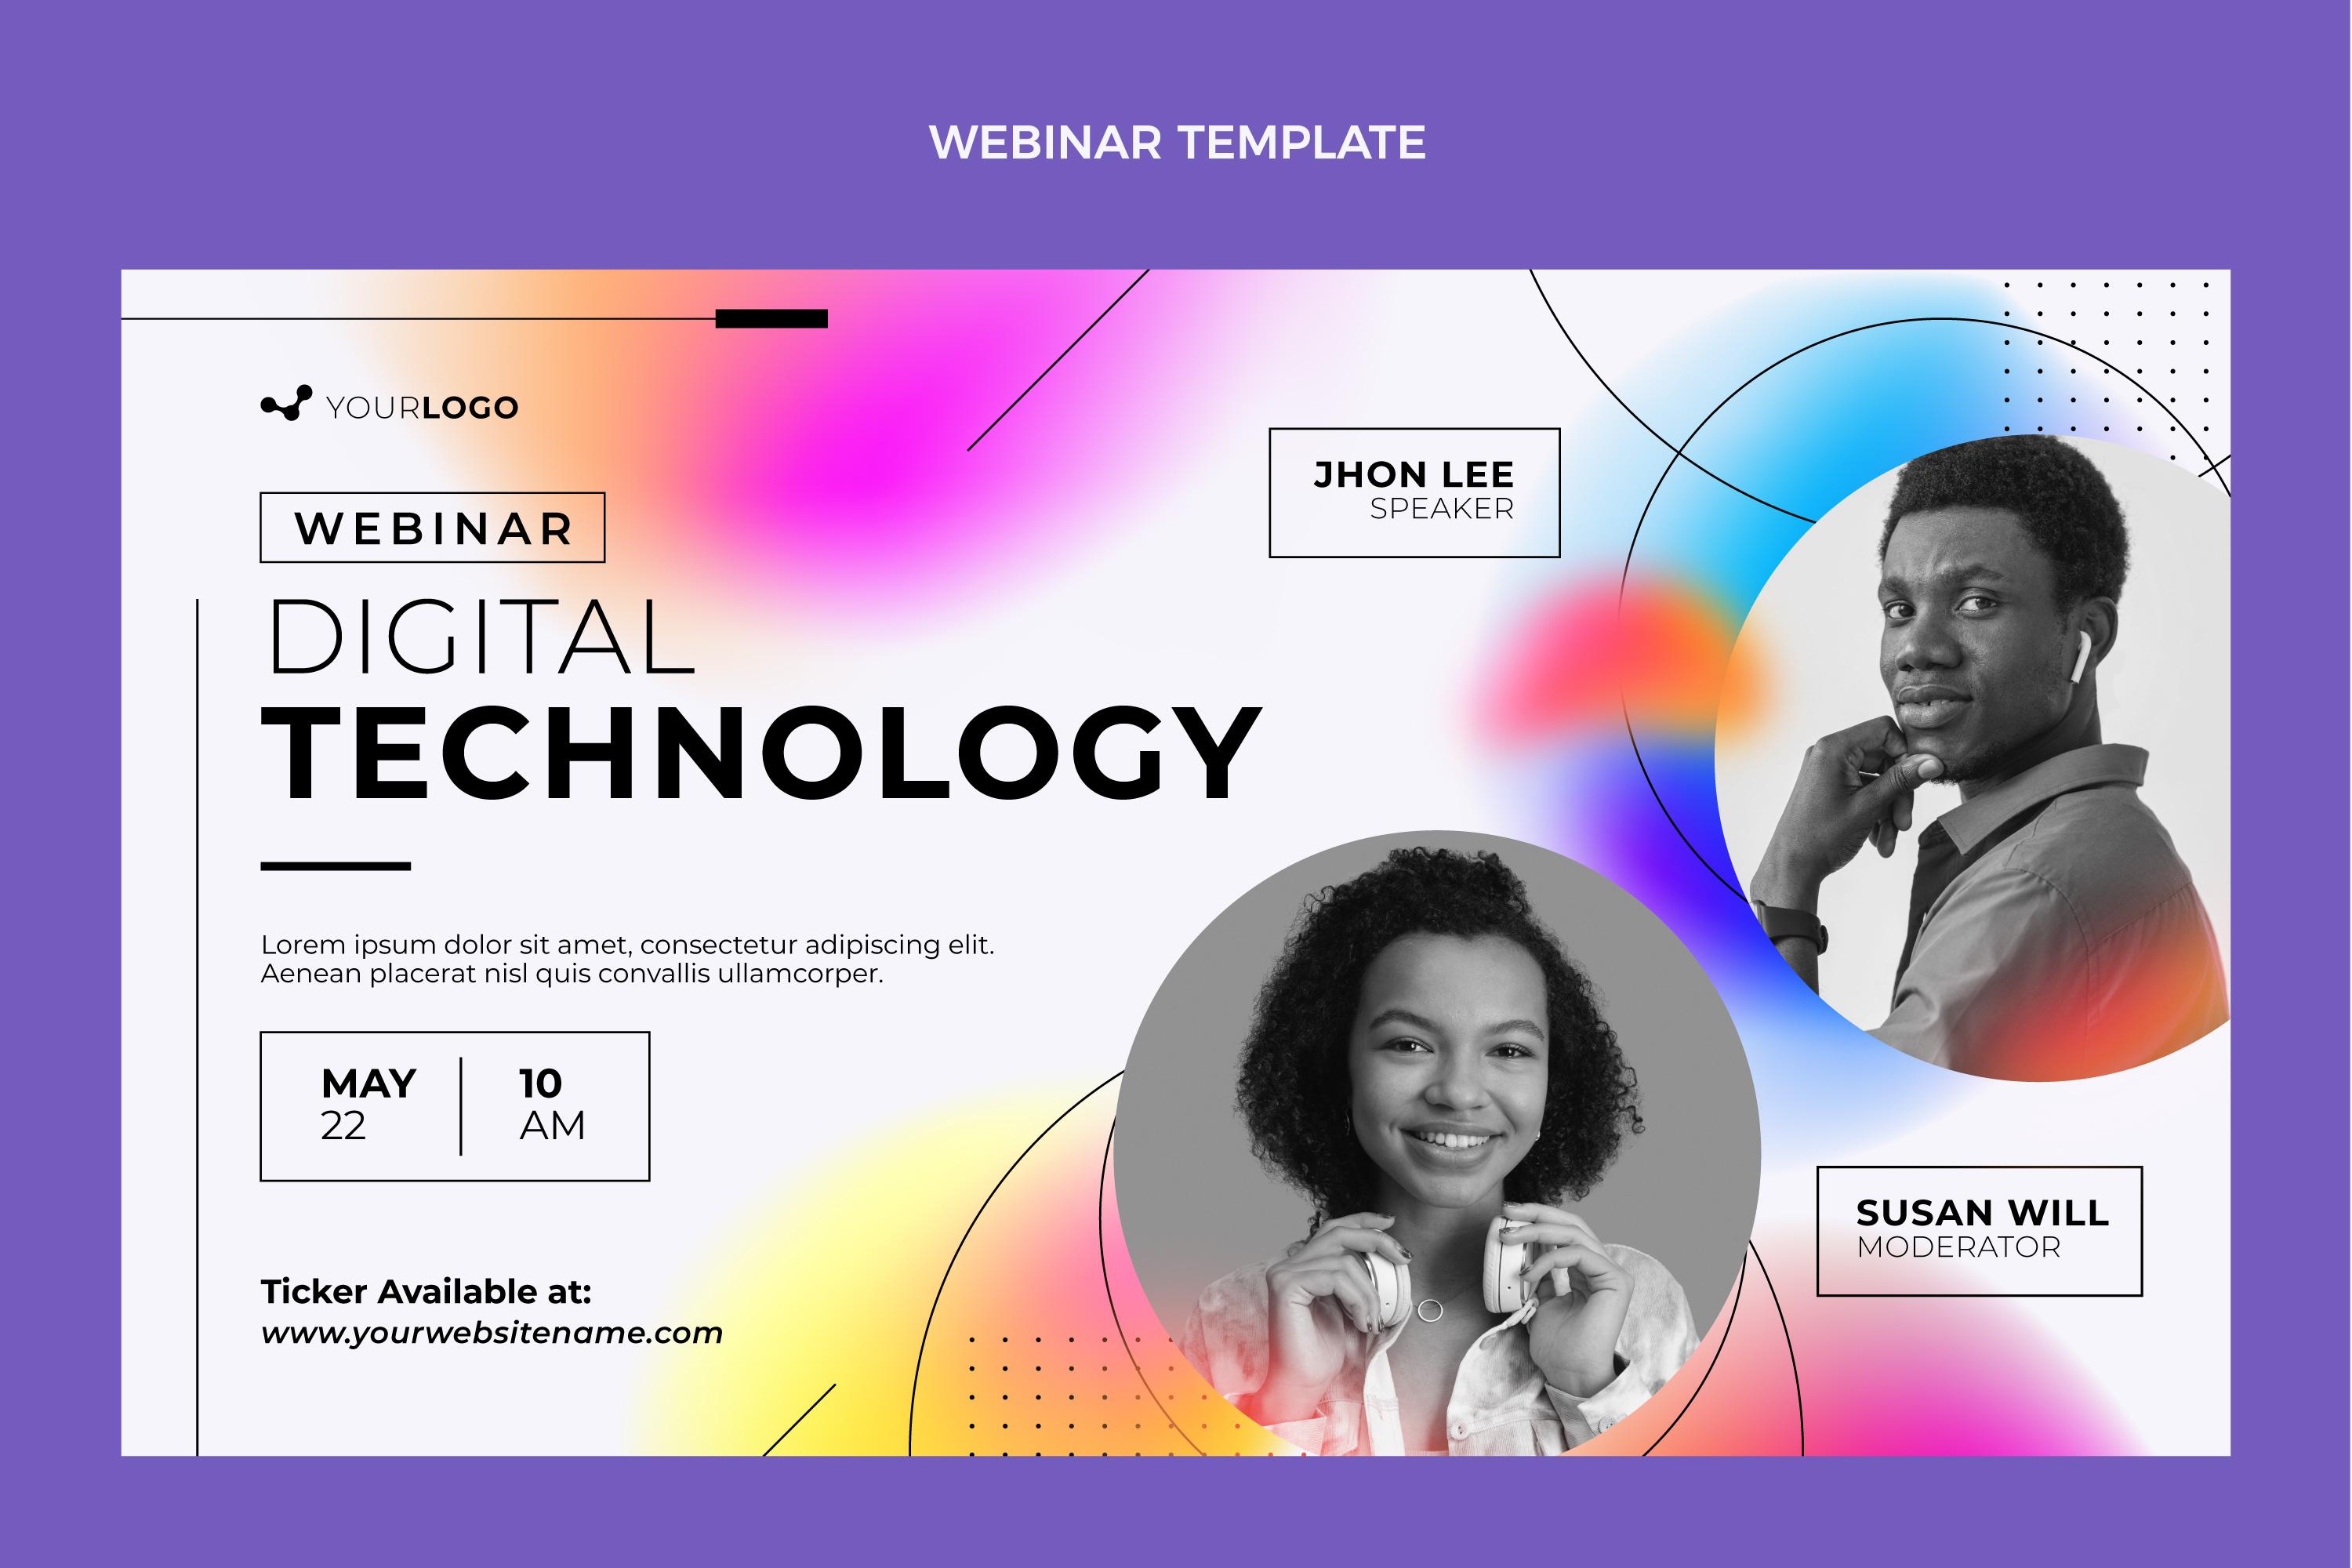 WEBINAR TEMPLATE
YOURLOGO
WEBINAR
DIGITAL
TECHNOLOGY
Lorem ipsum dolor sit amet, consectetur adipiscing elit.
Aenean placerat nisl quis convallis ullamcorper.
MAY
22
10
AM
Ticker Available at:
www.yourwebsitename.com
JHON LEE
SPEAKER
SUSAN WILL
MODERATOR